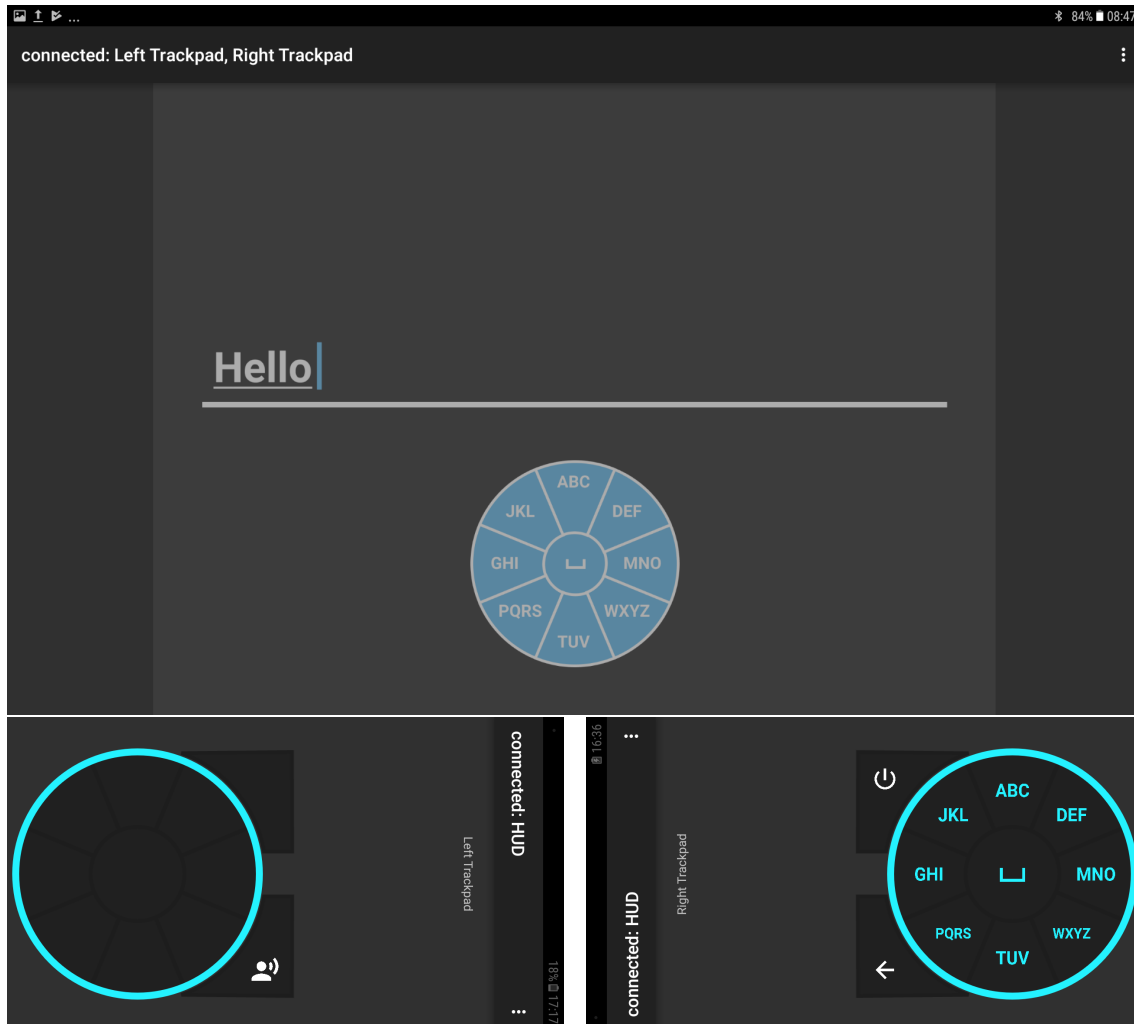 ... 84% 08:47
connected: Left Trackpad, Right Trackpad
Hello
ABC
JKL DEF
GHI MNO
PQRS WXYZ
TUV
connected: HUD
Left Trackpad
18% 17:17
16:36
connected: HUD
Right Trackpad
ABC
JKL DEF
GHI MNO
PQRS WXYZ
TUV